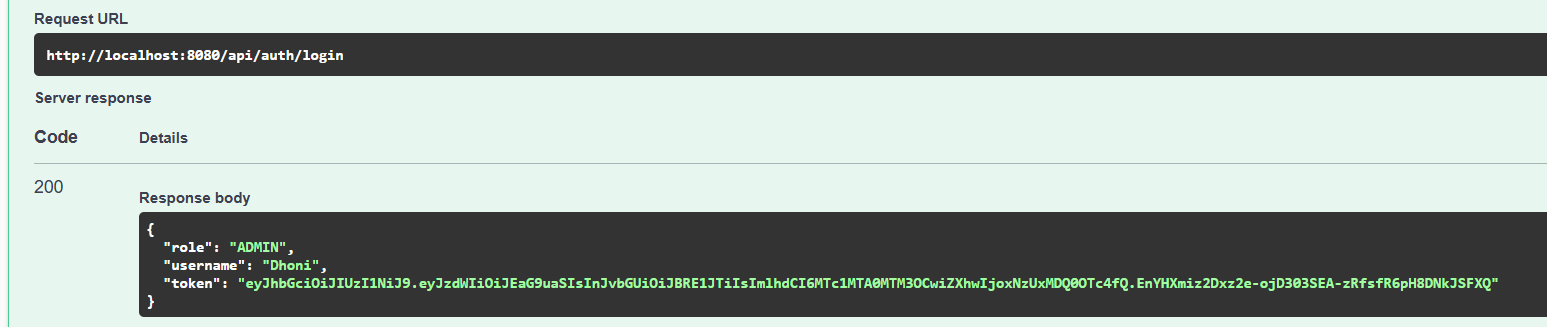 Request URL
http://localhost:8080/api/auth/login
Server response
Code Details
200
Response body
{
"role": "ADMIN",
"username": "Dhoni",
"token": "eyJhbGciOiJIUzI1NiJ9.eyJzdWIiOiJEaG9uaSIsInJvbGUiOiJBRE1JTiIsImlhdCI6MTc1MTA0MTM3OCwiZXhwIjoxNzUxMDQ0OTc4fQ.EnYHXmiz2Dxz2e-ojD303SEA-zRfsfR6pH8DNkJSFXQ"
}